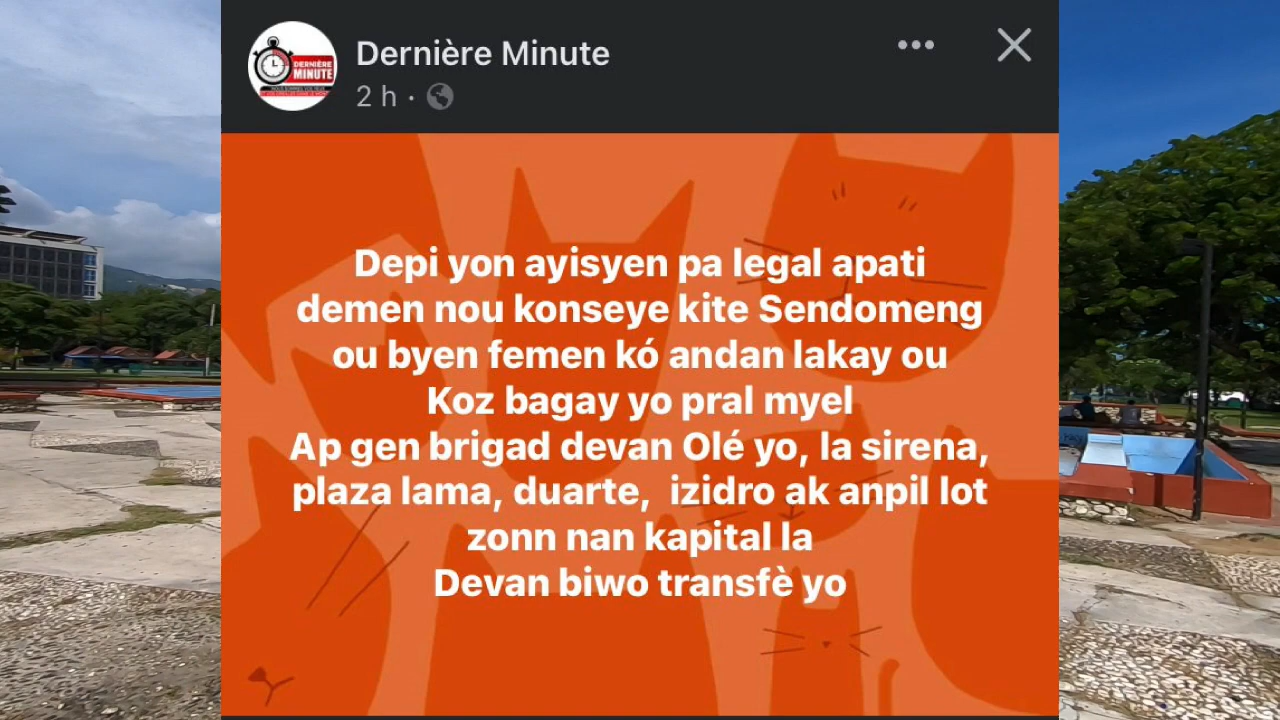 Dernière Minute
2 h ·
DERNIÈRE
MINUTE
Depi yon ayisyen pa legal apati
demen nou konseye kite Sendomeng
ou byen femen kó andan lakay ou
Koz bagay yo pral myel
Ap gen brigad devan Olé yo, la sirena,
plaza lama, duarte, izidro ak anpil lot
zonn nan kapital la
Devan biwo transfè yo